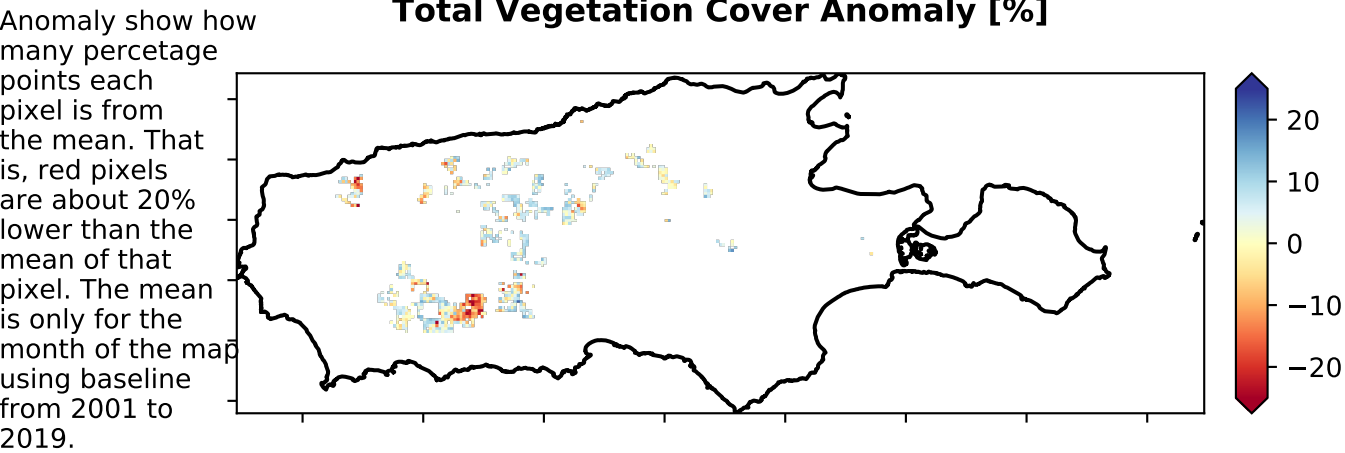 Total Vegetation Cover Anomaly [%]
Anomaly show how
many percetage
points each
pixel is from
the mean. That
is, red pixels
are about 20%
lower than the
mean of that
pixel. The mean
is only for the
month of the map
using baseline
from 2001 to
2019.
20
10
0
−10
−20